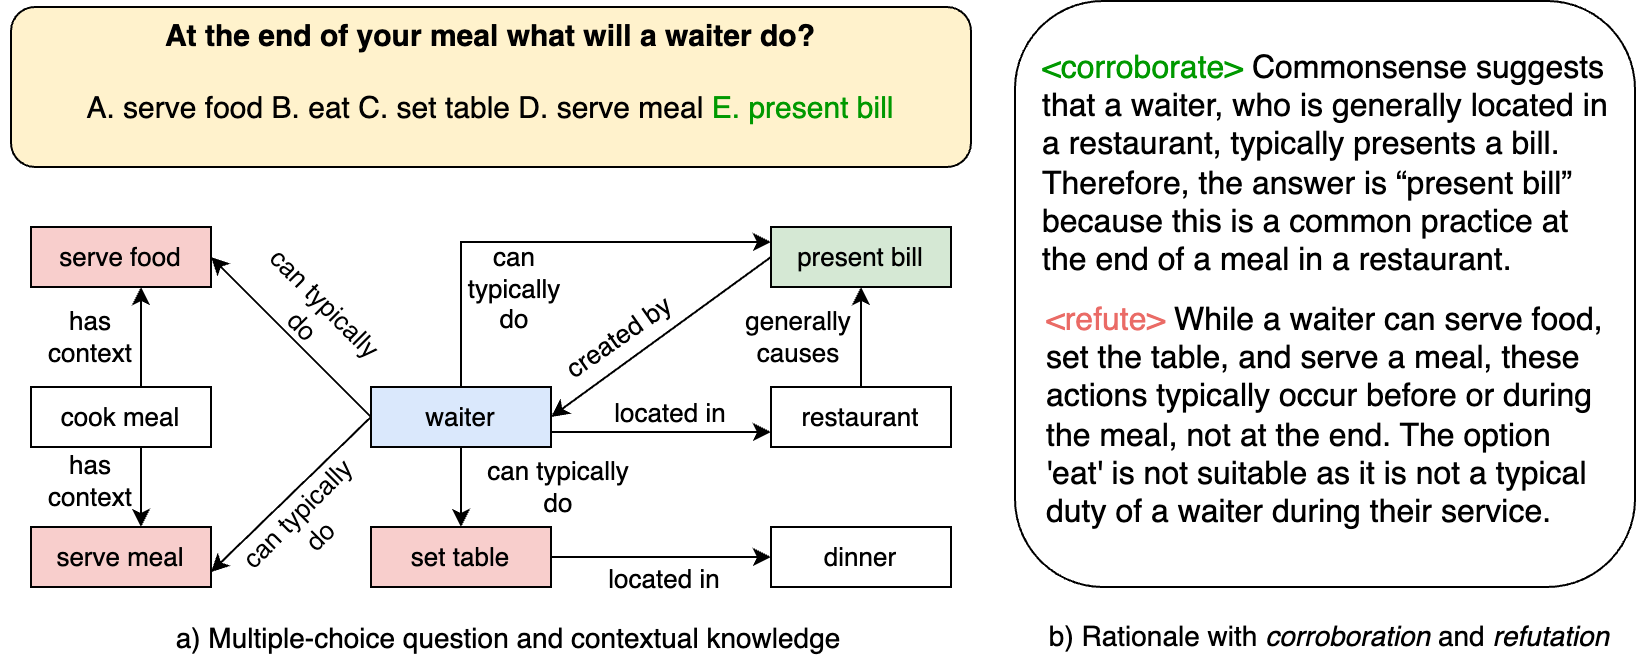 At the end of your meal what will a waiter do?
A. serve food B. eat C. set table D. serve meal E. present bill
serve food
can typically
do
can
typically
do
present bill
has
context
created by
generally
causes
cook meal
waiter
located in
restaurant
has
context
can typically
do
can typically
do
serve meal
set table
located in
dinner
a) Multiple-choice question and contextual knowledge
<corroborate> Commonsense suggests
that a waiter, who is generally located in
a restaurant, typically presents a bill.
Therefore, the answer is “present bill”
because this is a common practice at
the end of a meal in a restaurant.
<refute> While a waiter can serve food,
set the table, and serve a meal, these
actions typically occur before or during
the meal, not at the end. The option
'eat' is not suitable as it is not a typical
duty of a waiter during their service.
b) Rationale with corroboration and refutation